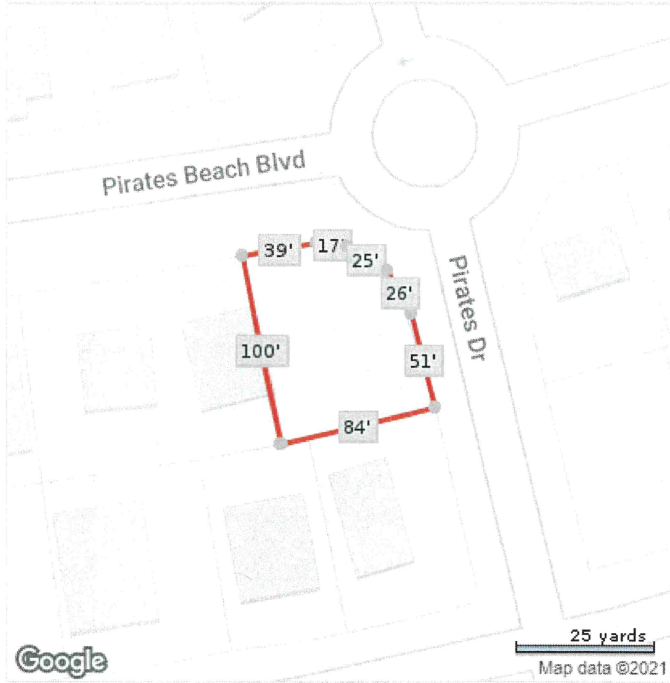 Pirates Beach Blvd
39'
17'
25'
26'
Pirates Dr
100'
51'
84'
25 yards
Google
Map data ©2021